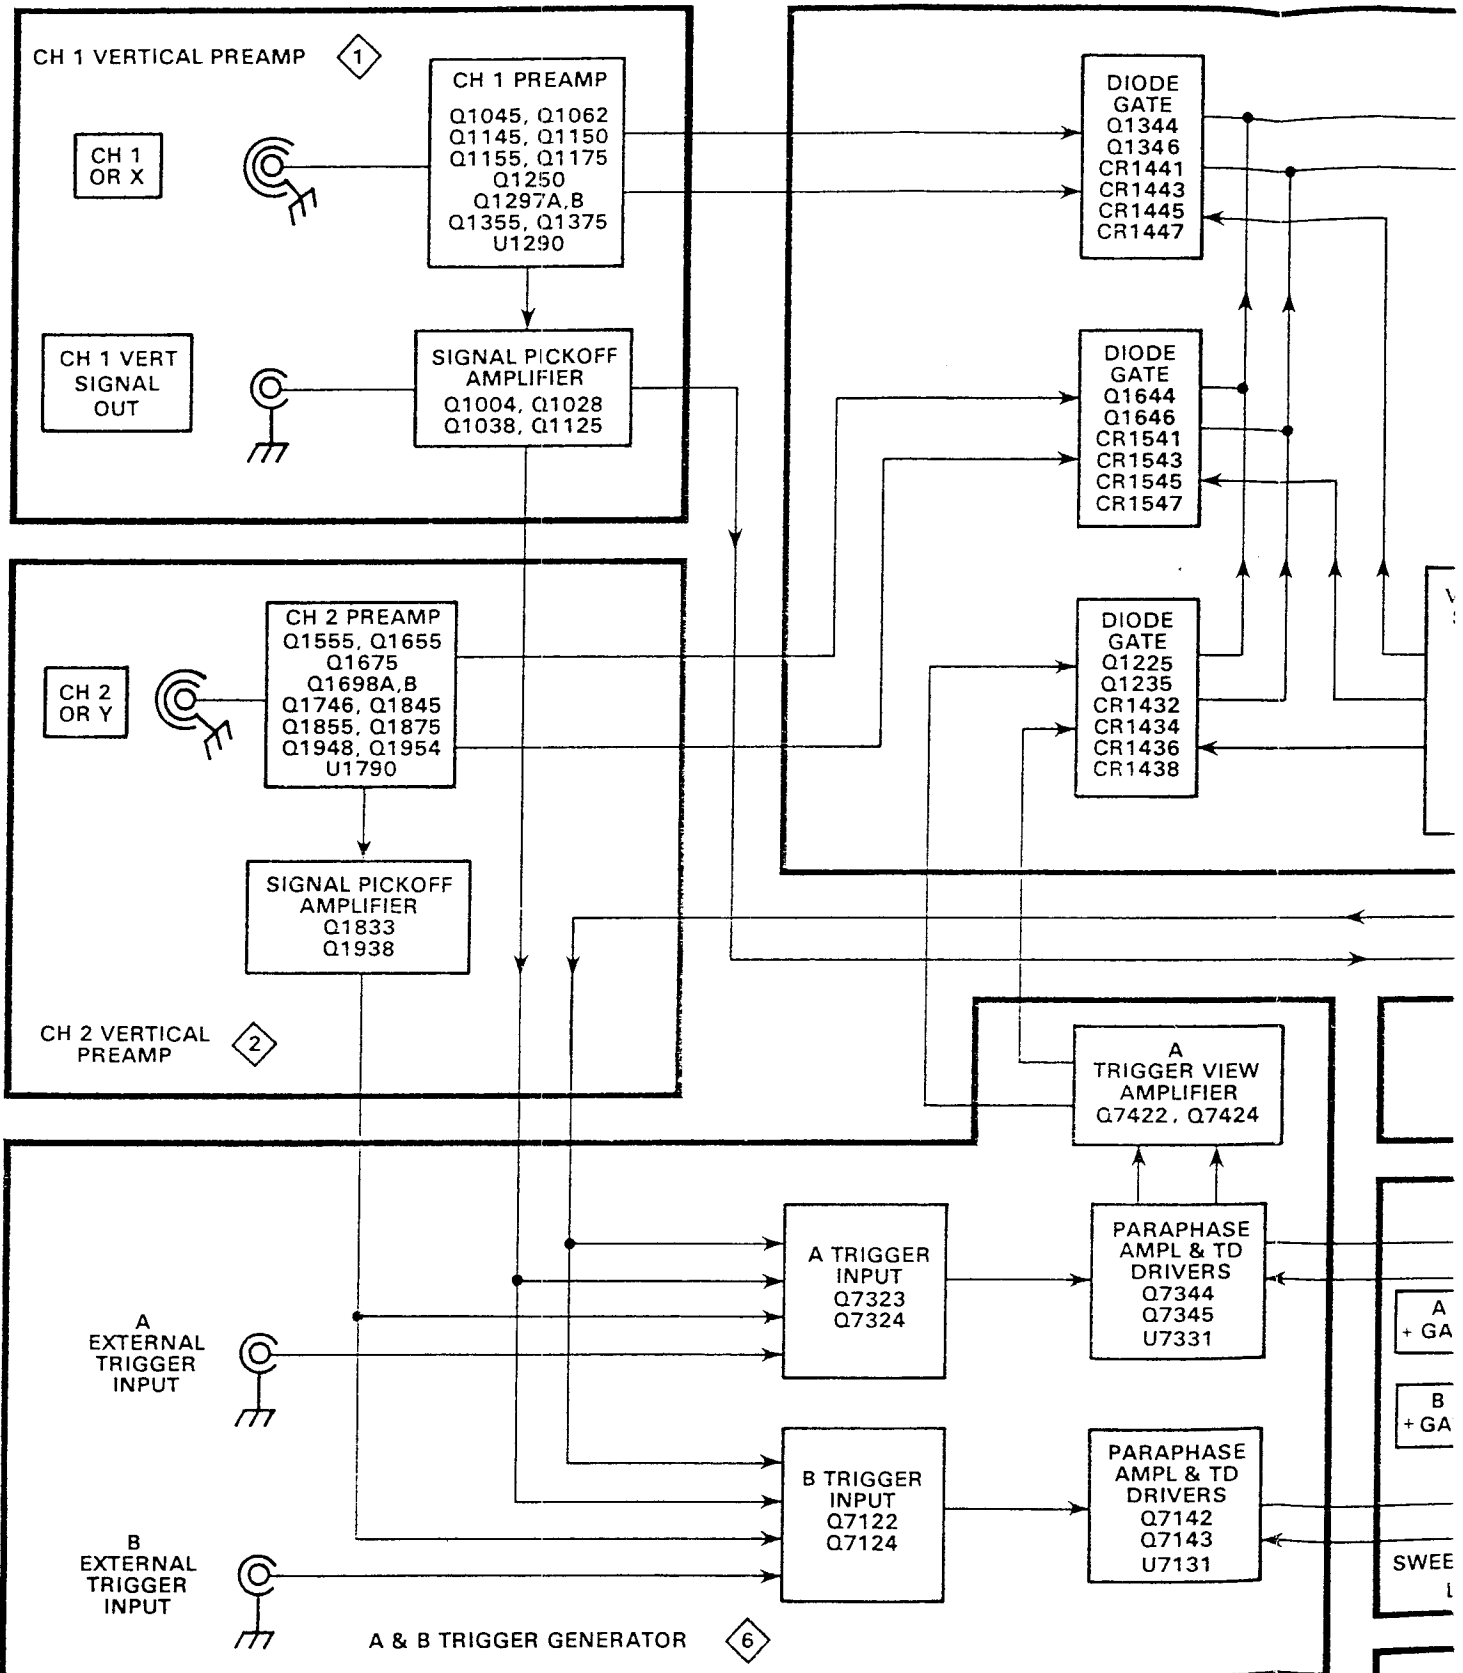 CH 1 VERTICAL PREAMP
1
CH 1 PREAMP
Q1045, Q1062
Q1145, Q1150
Q1155, Q1175
Q1250
Q1297A,B
Q1355, Q1375
U1290
CH 1
OR X
DIODE
GATE
Q1344
Q1346
CR1441
CR1443
CR1445
CR1447
CH 1 VERT
SIGNAL
OUT
SIGNAL PICKOFF
AMPLIFIER
Q1004, Q1028
Q1038, Q1125
DIODE
GATE
Q1644
Q1646
CR1541
CR1543
CR1545
CR1547
CH 2 PREAMP
Q1555, Q1655
Q1675
Q1698A,B
Q1746, Q1845
Q1855, Q1875
Q1948, Q1954
U1790
CH 2
OR Y
DIODE
GATE
Q1225
Q1235
CR1432
CR1434
CR1436
CR1438
SIGNAL PICKOFF
AMPLIFIER
Q1833
Q1938
CH 2 VERTICAL
PREAMP
2
A
TRIGGER VIEW
AMPLIFIER
Q7422, Q7424
A TRIGGER
INPUT
Q7323
Q7324
PARAPHASE
AMPL & TD
DRIVERS
Q7344
Q7345
U7331
A
EXTERNAL
TRIGGER
INPUT
A
+ GA
B
+ GA
B TRIGGER
INPUT
Q7122
Q7124
PARAPHASE
AMPL & TD
DRIVERS
Q7142
Q7143
U7131
B
EXTERNAL
TRIGGER
INPUT
SWEE
A & B TRIGGER GENERATOR
6